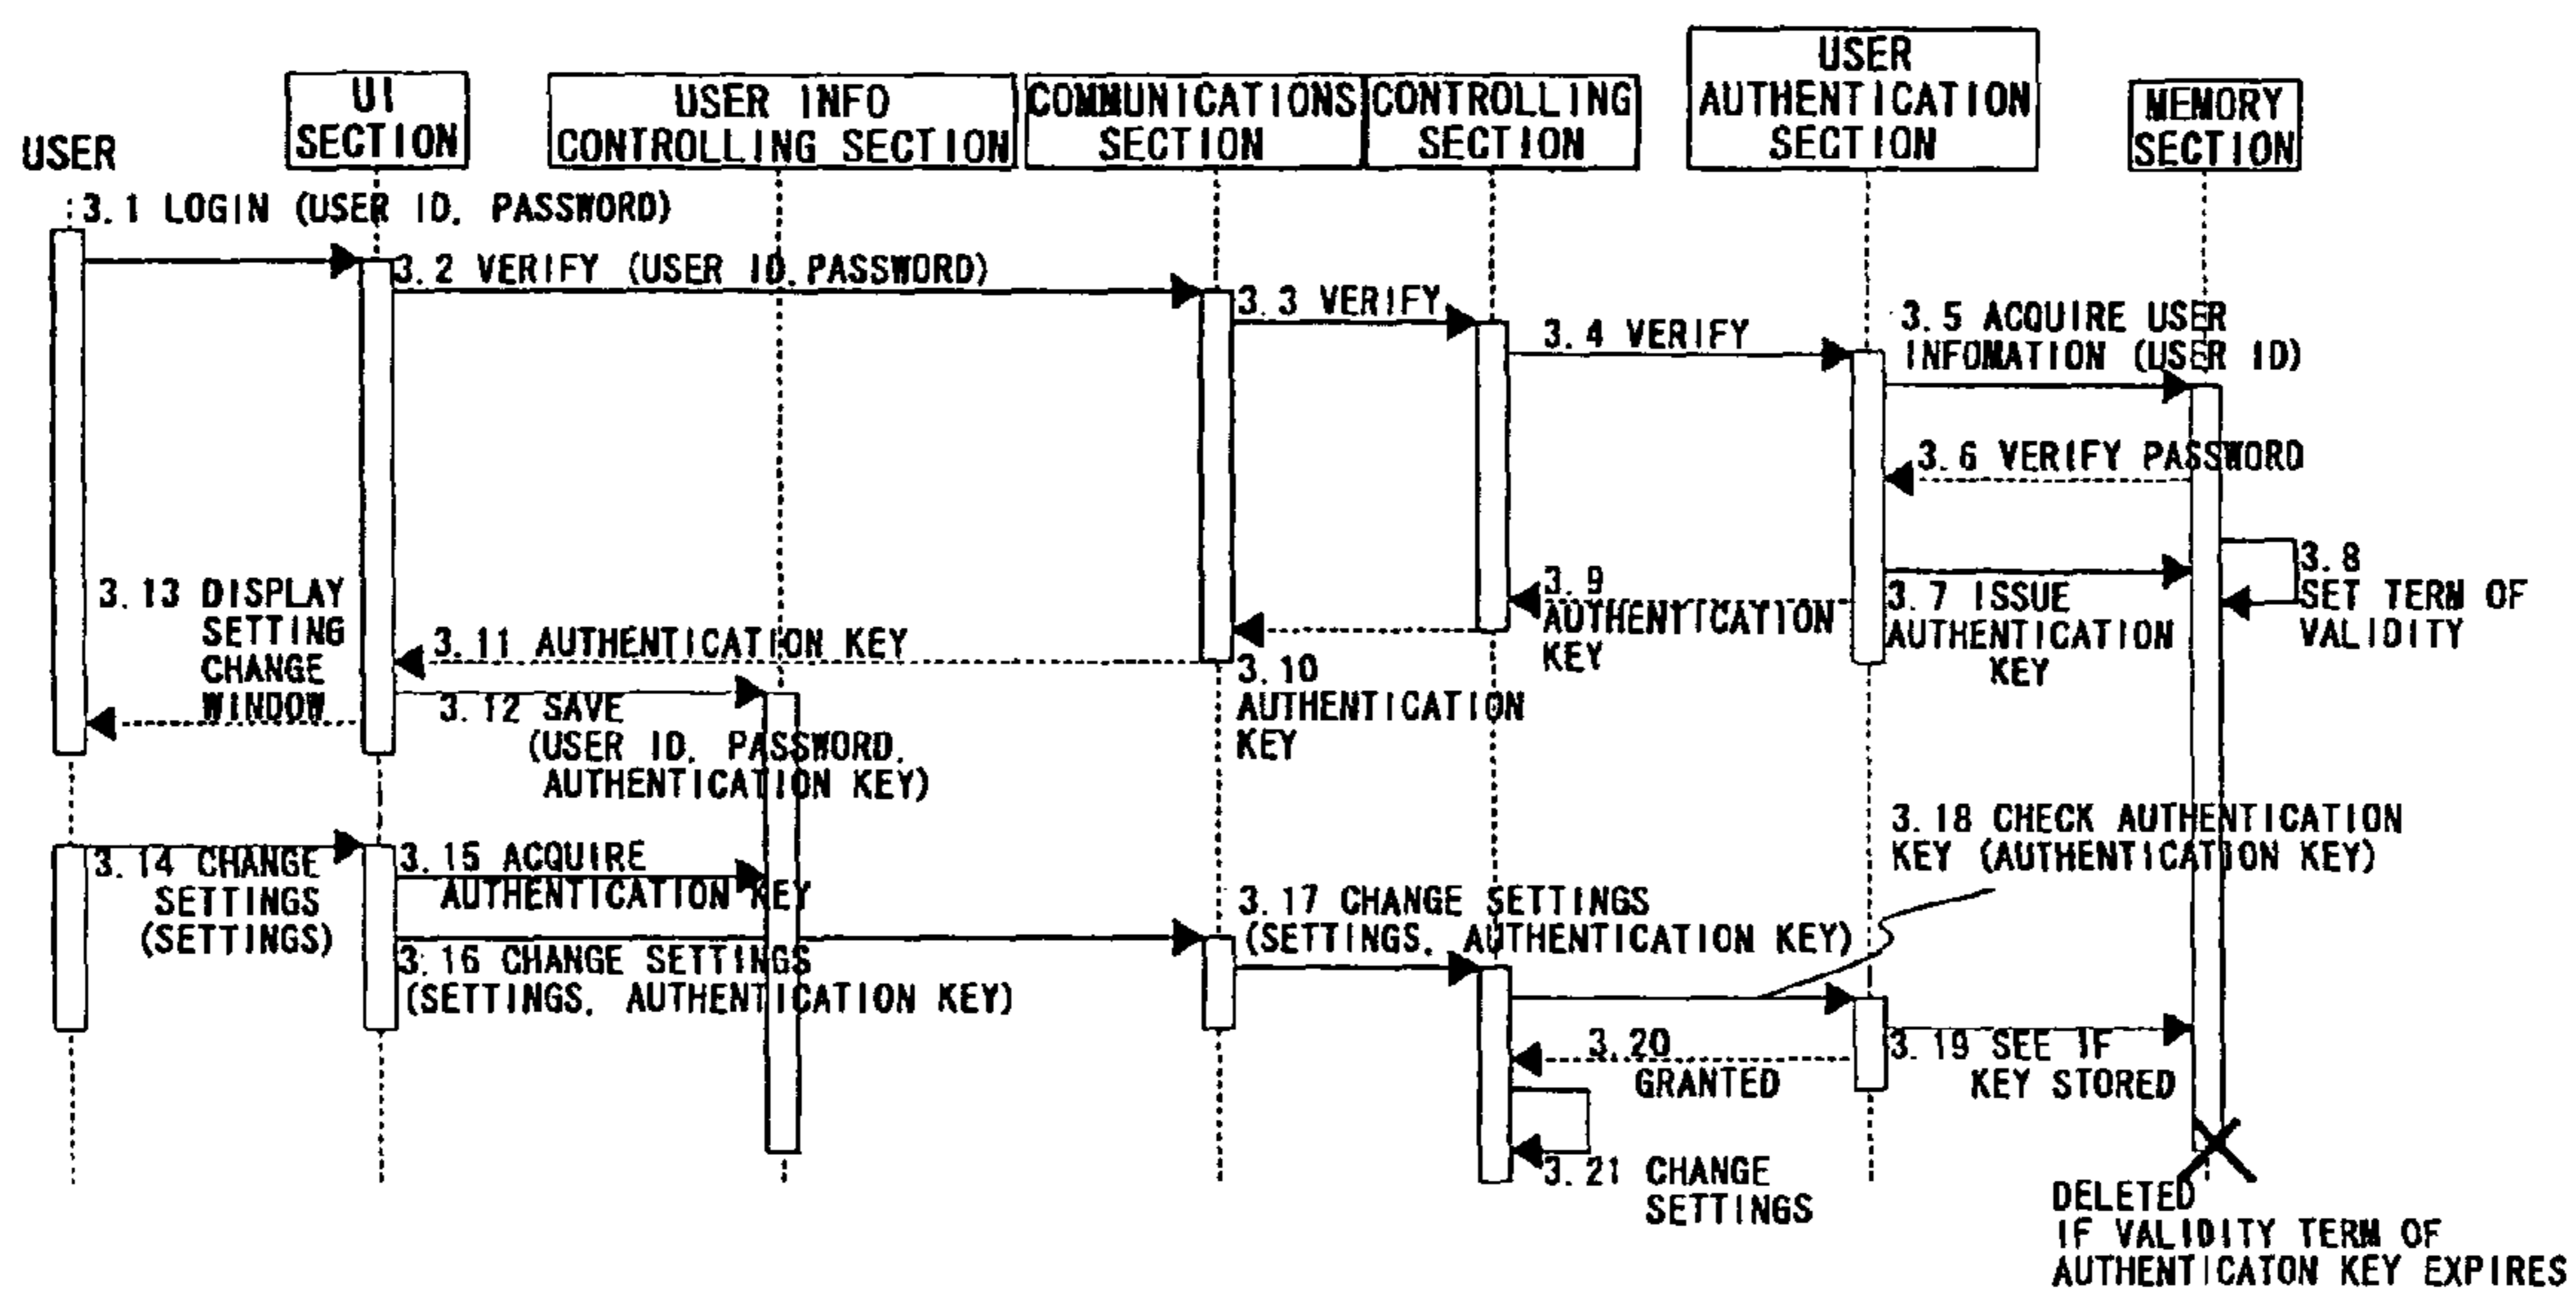 USER
UI
SECTION
USER INFO
CONTROLLING SECTION
COMMUNICATIONS
SECTION
CONTROLLING
SECTION
USER
AUTHENTICATION
SECTION
MEMORY
SECTION
3.1 LOGIN (USER ID, PASSWORD)
3.2 VERIFY (USER ID, PASSWORD)
3.3 VERIFY
3.4 VERIFY
3.5 ACQUIRE USER
INFOMATION (USER ID)
3.6 VERIFY PASSWORD
3.7 ISSUE
AUTHENTICATION
KEY
3.8
SET TERM OF
VALIDITY
3.9
AUTHENTICATION
KEY
3.10
AUTHENTICATION
KEY
3.11 AUTHENTICATION KEY
3.12 SAVE
(USER ID, PASSWORD,
AUTHENTICATION KEY)
3.13 DISPLAY
SETTING
CHANGE
WINDOW
3.14 CHANGE
SETTINGS
(SETTINGS)
3.15 ACQUIRE
AUTHENTICATION KEY
3.16 CHANGE SETTINGS
(SETTINGS, AUTHENTICATION KEY)
3.17 CHANGE SETTINGS
(SETTINGS, AUTHENTICATION KEY)
3.18 CHECK AUTHENTICATION
KEY (AUTHENTICATION KEY)
3.19 SEE IF
KEY STORED
3.20
GRANTED
3.21 CHANGE
SETTINGS
DELETED
IF VALIDITY TERM OF
AUTHENTICATON KEY EXPIRES